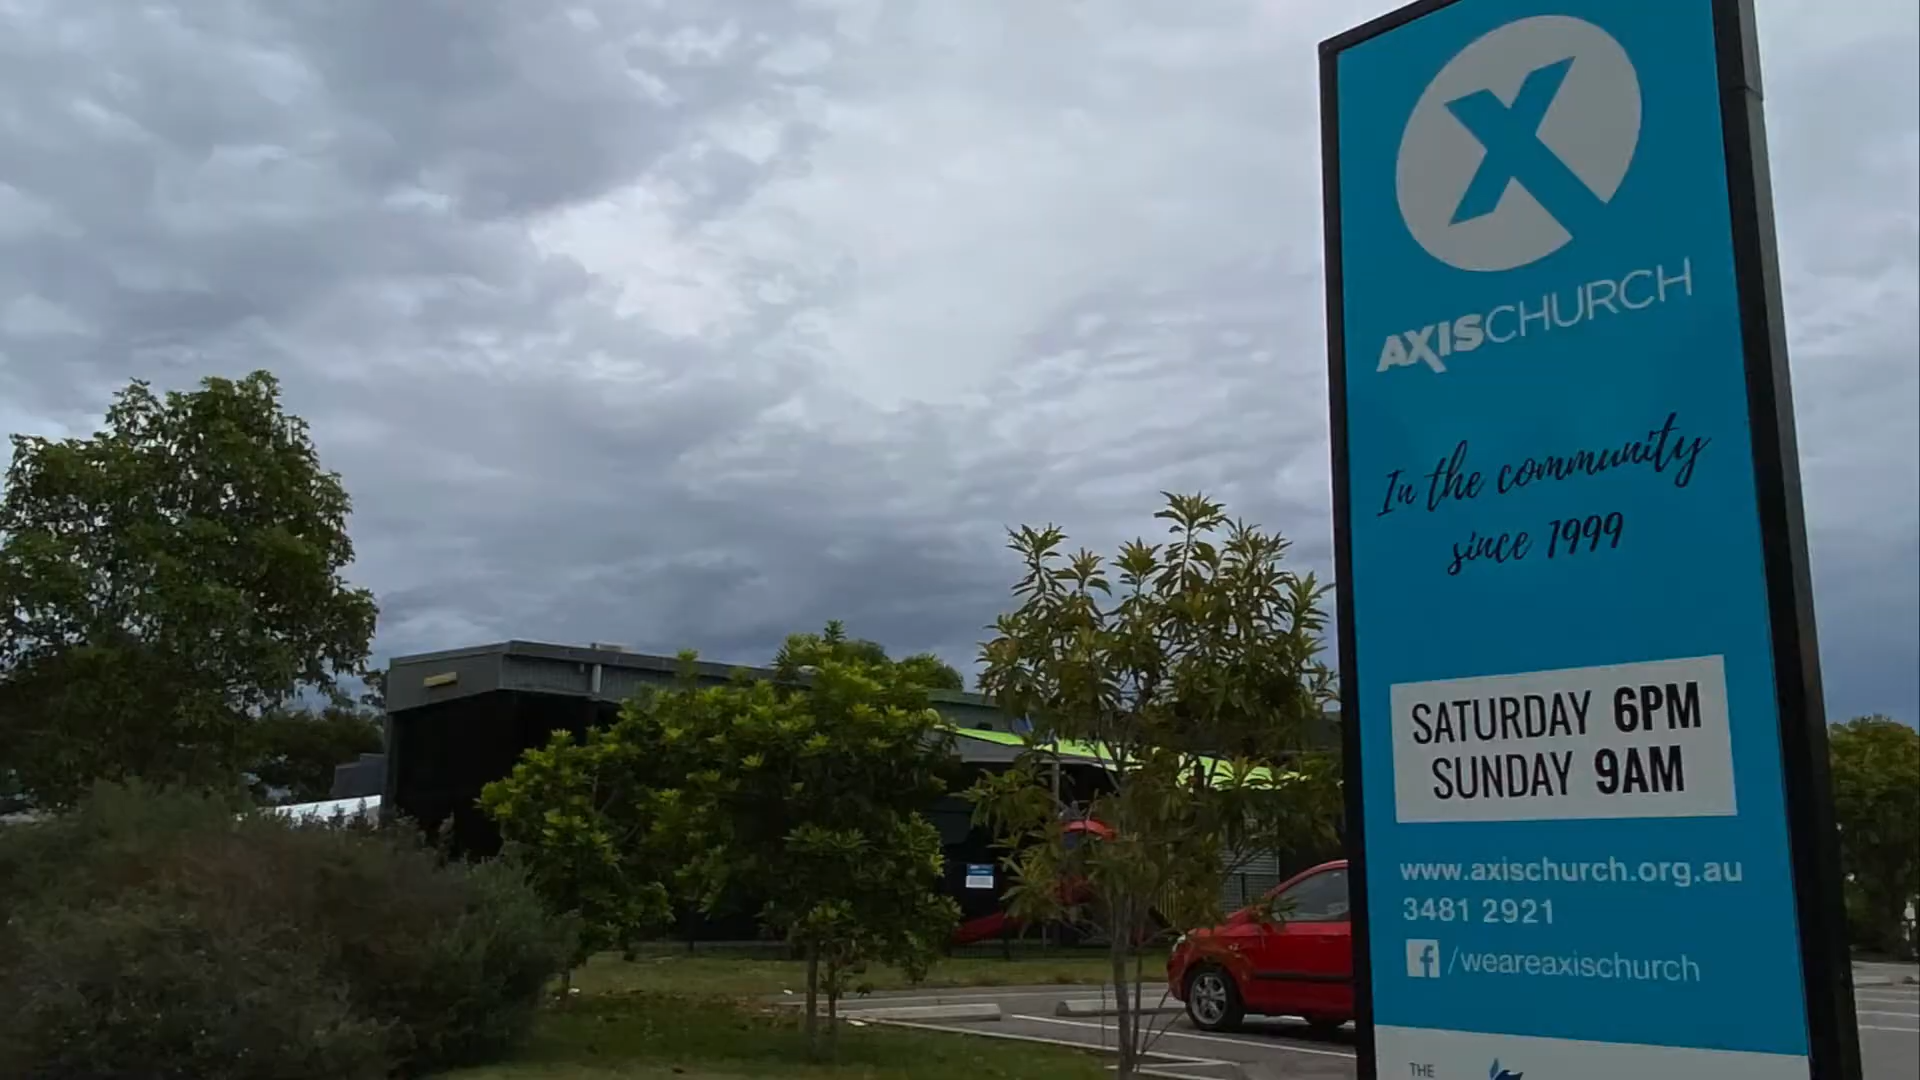 X
AXISCHURCH
In the community
since 1999
SATURDAY 6PM
SUNDAY 9AM
www.axischurch.org.au
3481 2921
/weareaxischurch
THE